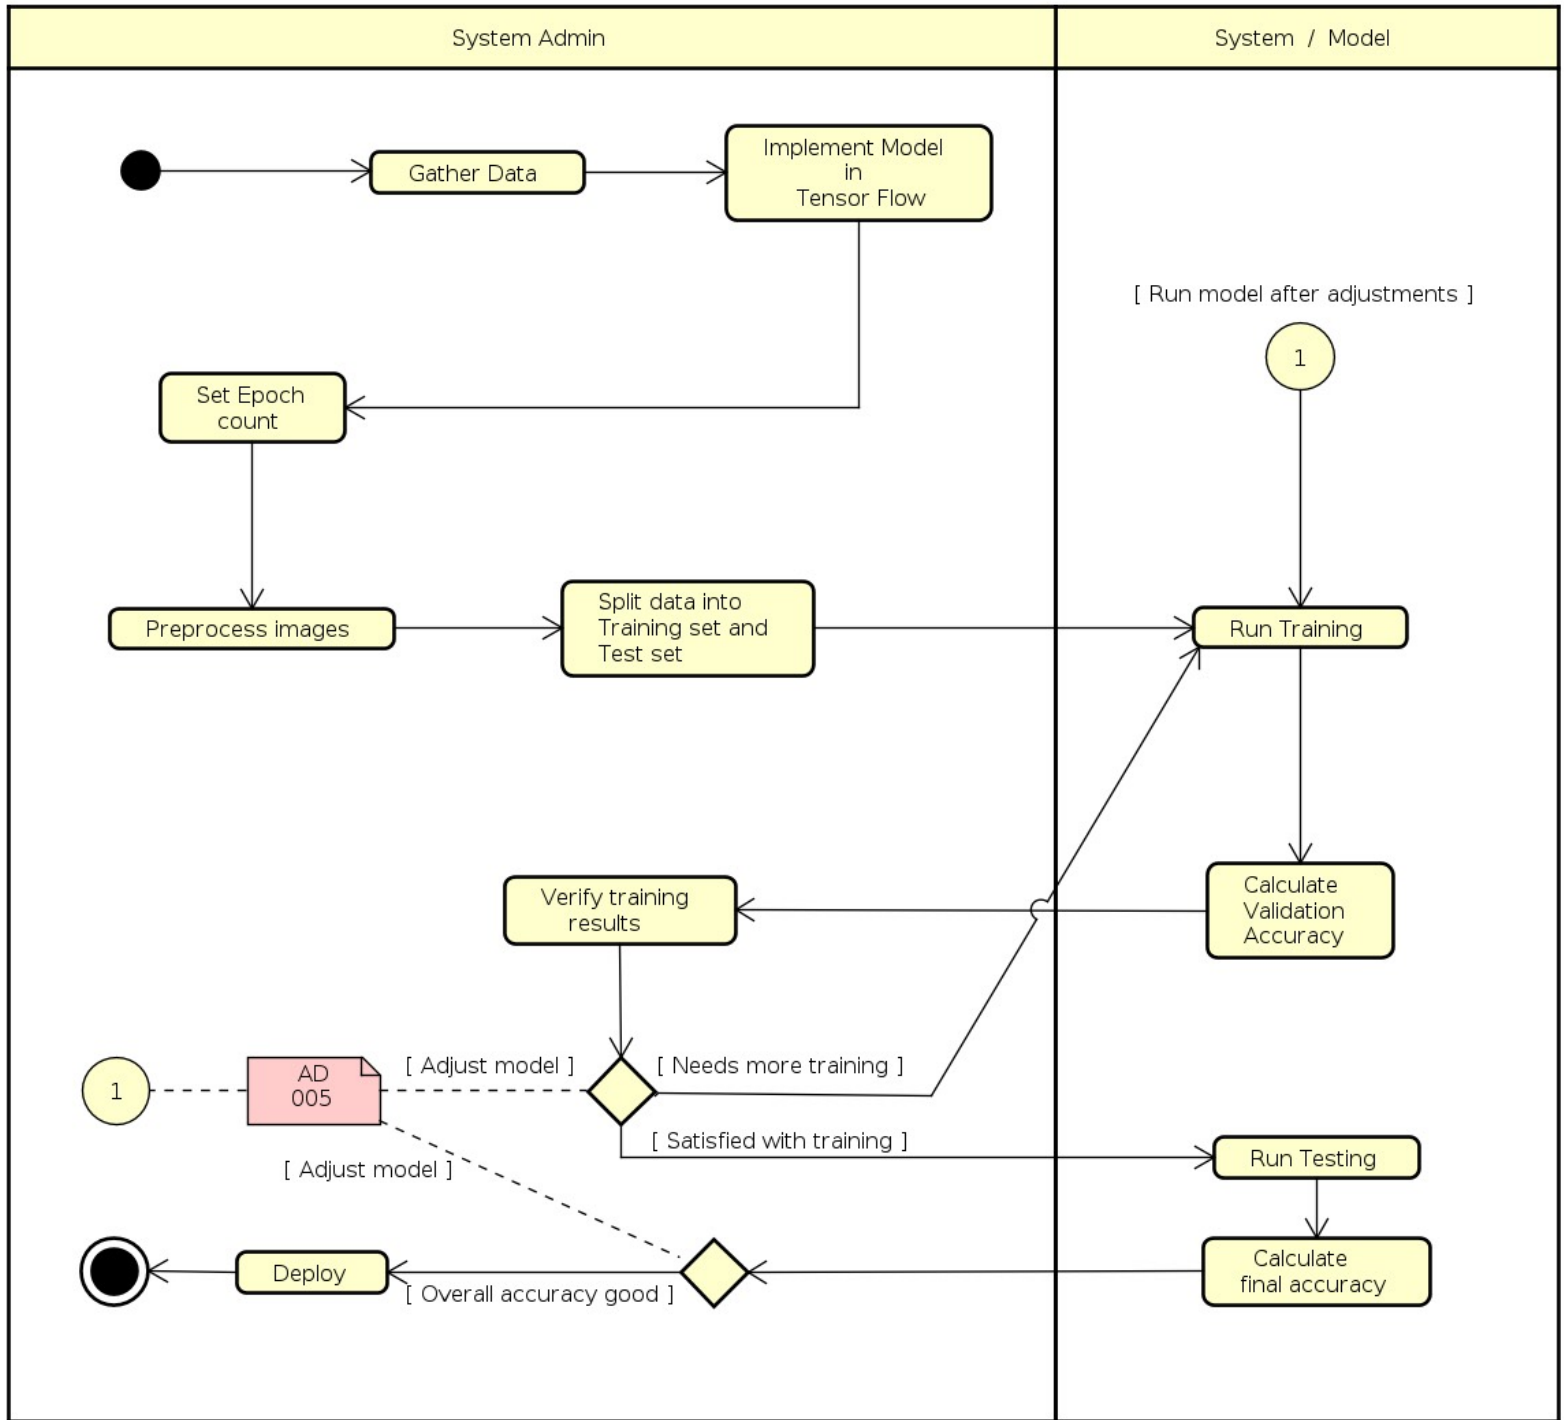 System Admin
System / Model
Gather Data
Implement Model
in
Tensor Flow
[ Run model after adjustments ]
1
Set Epoch
count
Preprocess images
Split data into
Training set and
Test set
Run Training
Verify training
results
Calculate
Validation
Accuracy
1
AD
005
[ Adjust model ]
[ Needs more training ]
[ Satisfied with training ]
[ Adjust model ]
Run Testing
Deploy
[ Overall accuracy good ]
Calculate
final accuracy